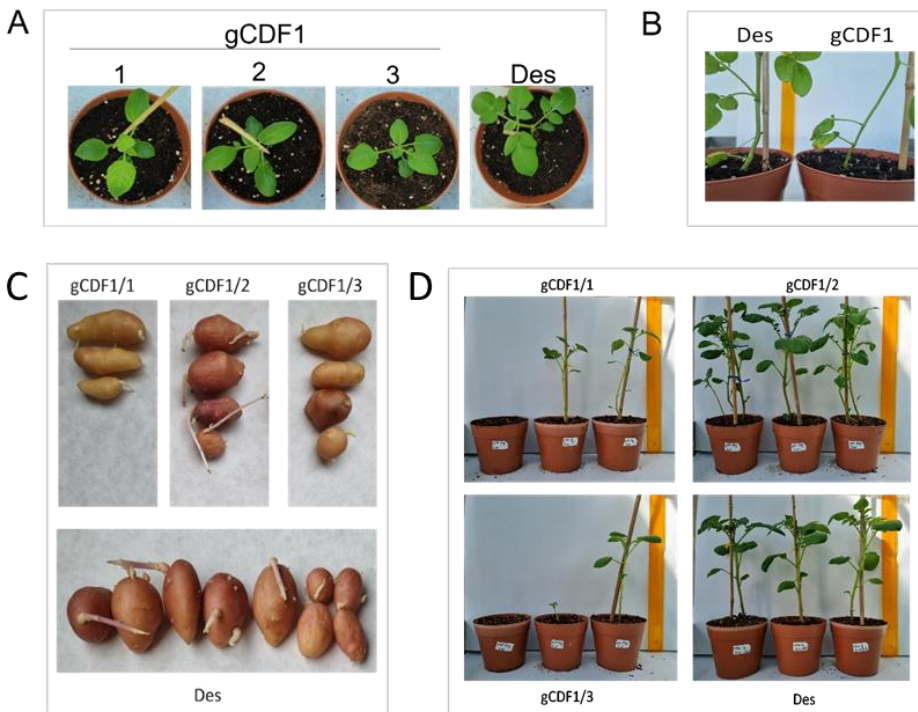 A
gCDF1
1 2 3 Des
B
Des gCDF1
C
gCDF1/1 gCDF1/2 gCDF1/3
Des
D
gCDF1/1 gCDF1/2
gCDF1/3 Des